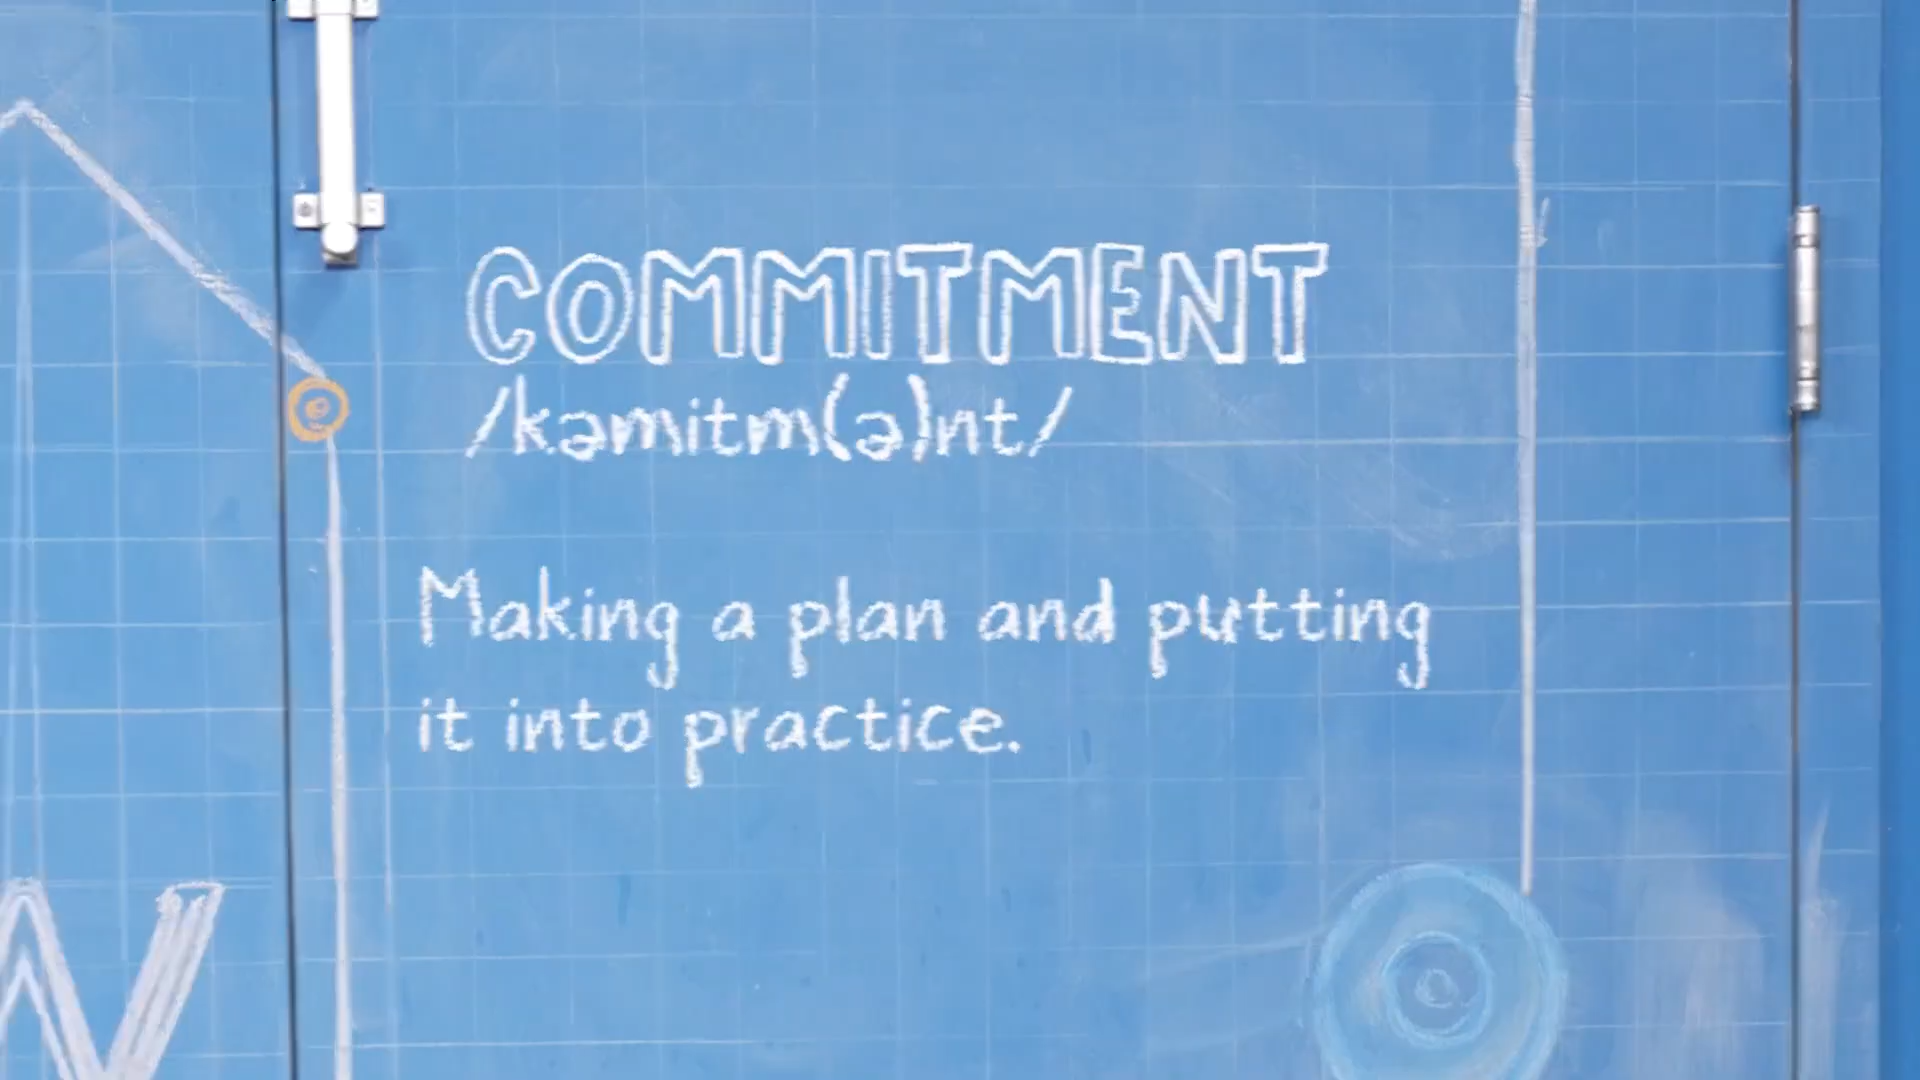 COMMITMENT
/kəmitm(ə)nt/
Making a plan and putting
it into practice.